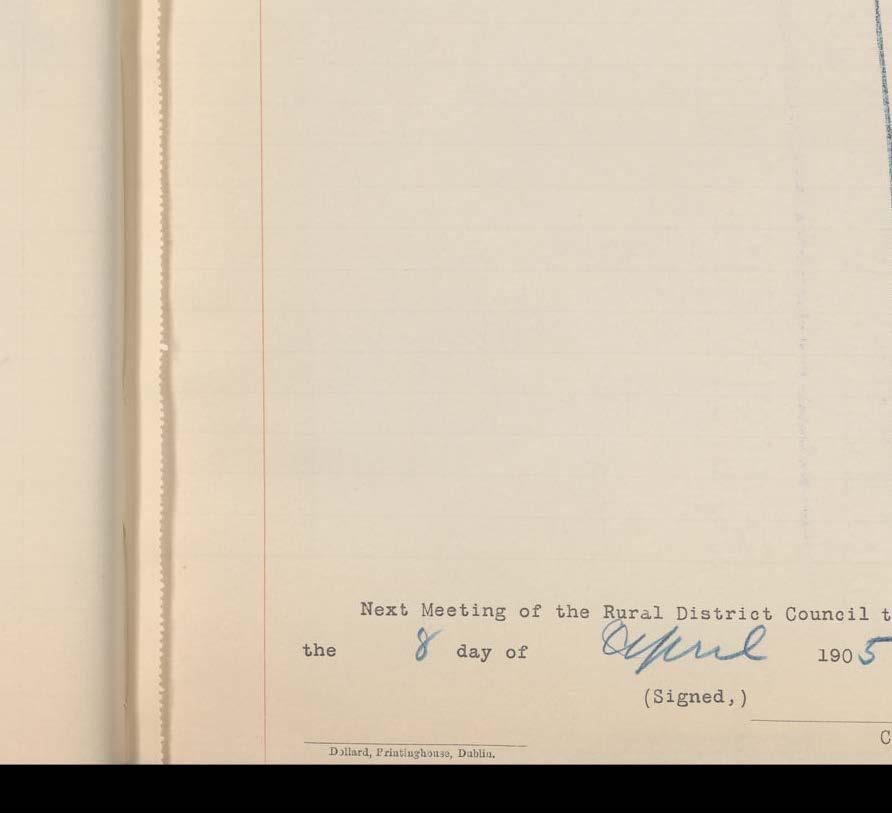 Next Meeting of the Rural District Council t
the 8 day of April 1905
(Signed,)
C
Dollard, Printinghouse, Dublin.